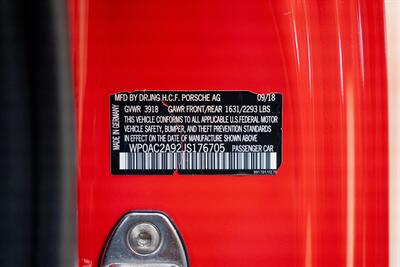 MFD BY DR.ING H.C.F. PORSCHE AG 09/18
GVWR 3918 GAWR FRONT/REAR 1631/2293 LBS
THIS VEHICLE CONFORMS TO ALL APPLICABLE U.S.FEDERAL MOTOR
VEHICLE SAFETY, BUMPER, AND THEFT PREVENTION STANDARDS
IN EFFECT ON THE DATE OF MANUFACTURE SHOWN ABOVE
WP0AC2A92JS176705 PASSENGER CAR
MADE IN GERMANY